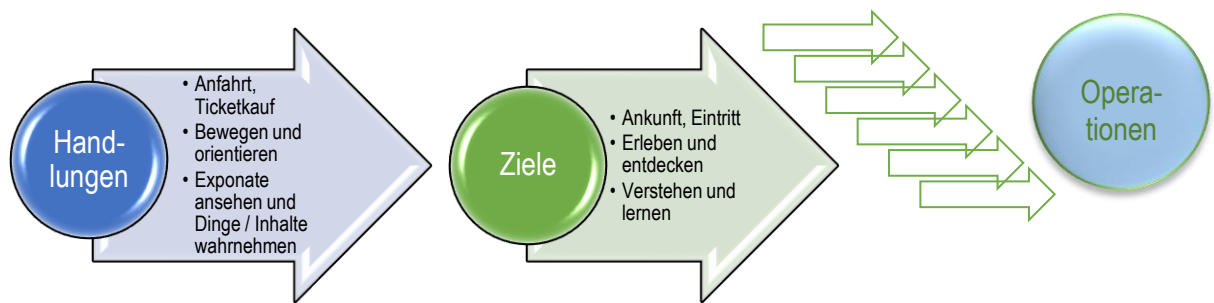 Hand-
lungen
• Anfahrt,
Ticketkauf
• Bewegen und
orientieren
• Exponate
ansehen und
Dinge / Inhalte
wahrnehmen
Ziele
• Ankunft, Eintritt
• Erleben und
entdecken
• Verstehen und
lernen
Opera-
tionen